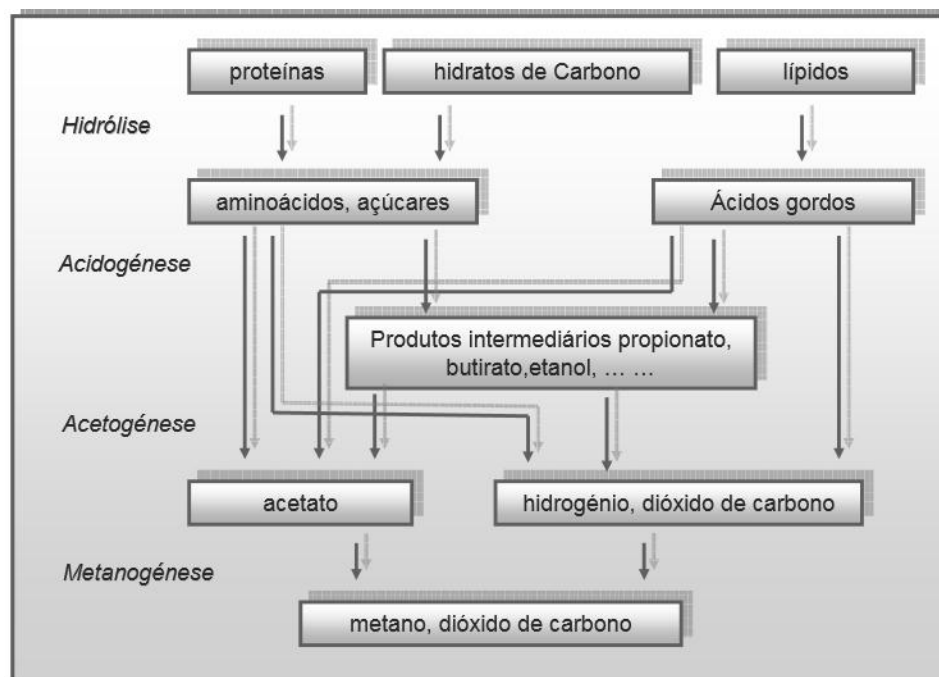 proteínas
hidratos de Carbono
lípidos
Hidrólise
aminoácidos, açúcares
Ácidos gordos
Acidogénese
Produtos intermediários propionato,
butirato,etanol, ... ...
Acetogénese
acetato
hidrogénio, dióxido de carbono
Metanogénese
metano, dióxido de carbono